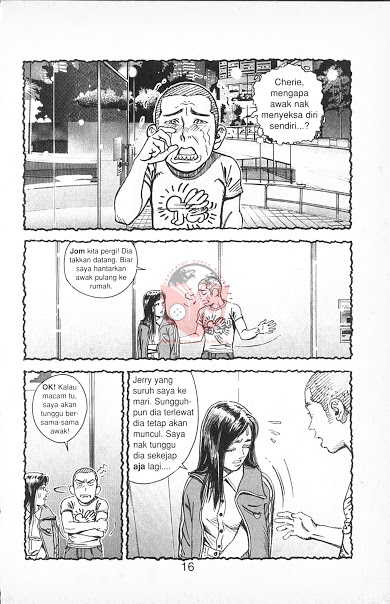 Cherie,
mengapa
awak nak
menyeksa diri
sendiri...?
Jom kita pergi! Dia
takkan datang. Biar
saya hantarkan
awak pulang ke
rumah.
OK! Kalau
macam tu,
saya akan
tunggu ber-
sama-sama
awak!
Jerry yang
suruh saya ke
mari. Sungguh-
pun dia terlewat
dia tetap akan
muncul. Saya
nak tunggu
dia sekejap
aja lagi....
16